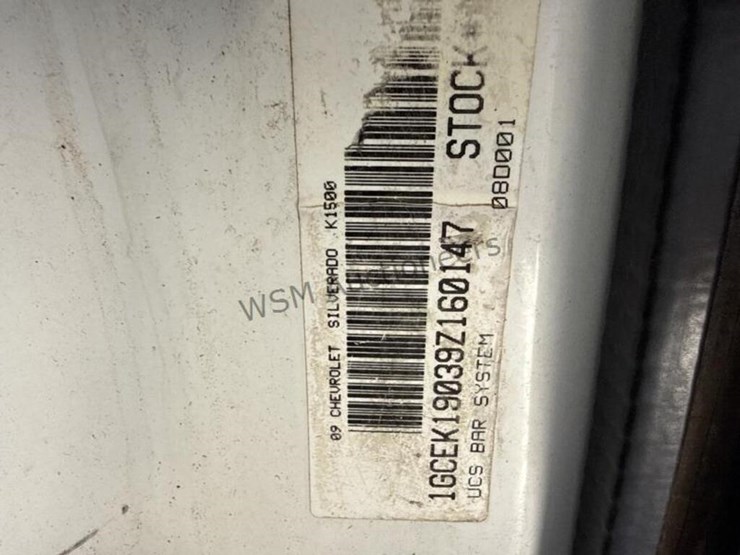 09 CHEVROLET SILVERADO K1500
1GCEK19039Z160147 STOCK
UCS BAR SYSTEM 08D001
WSM Auctioneers